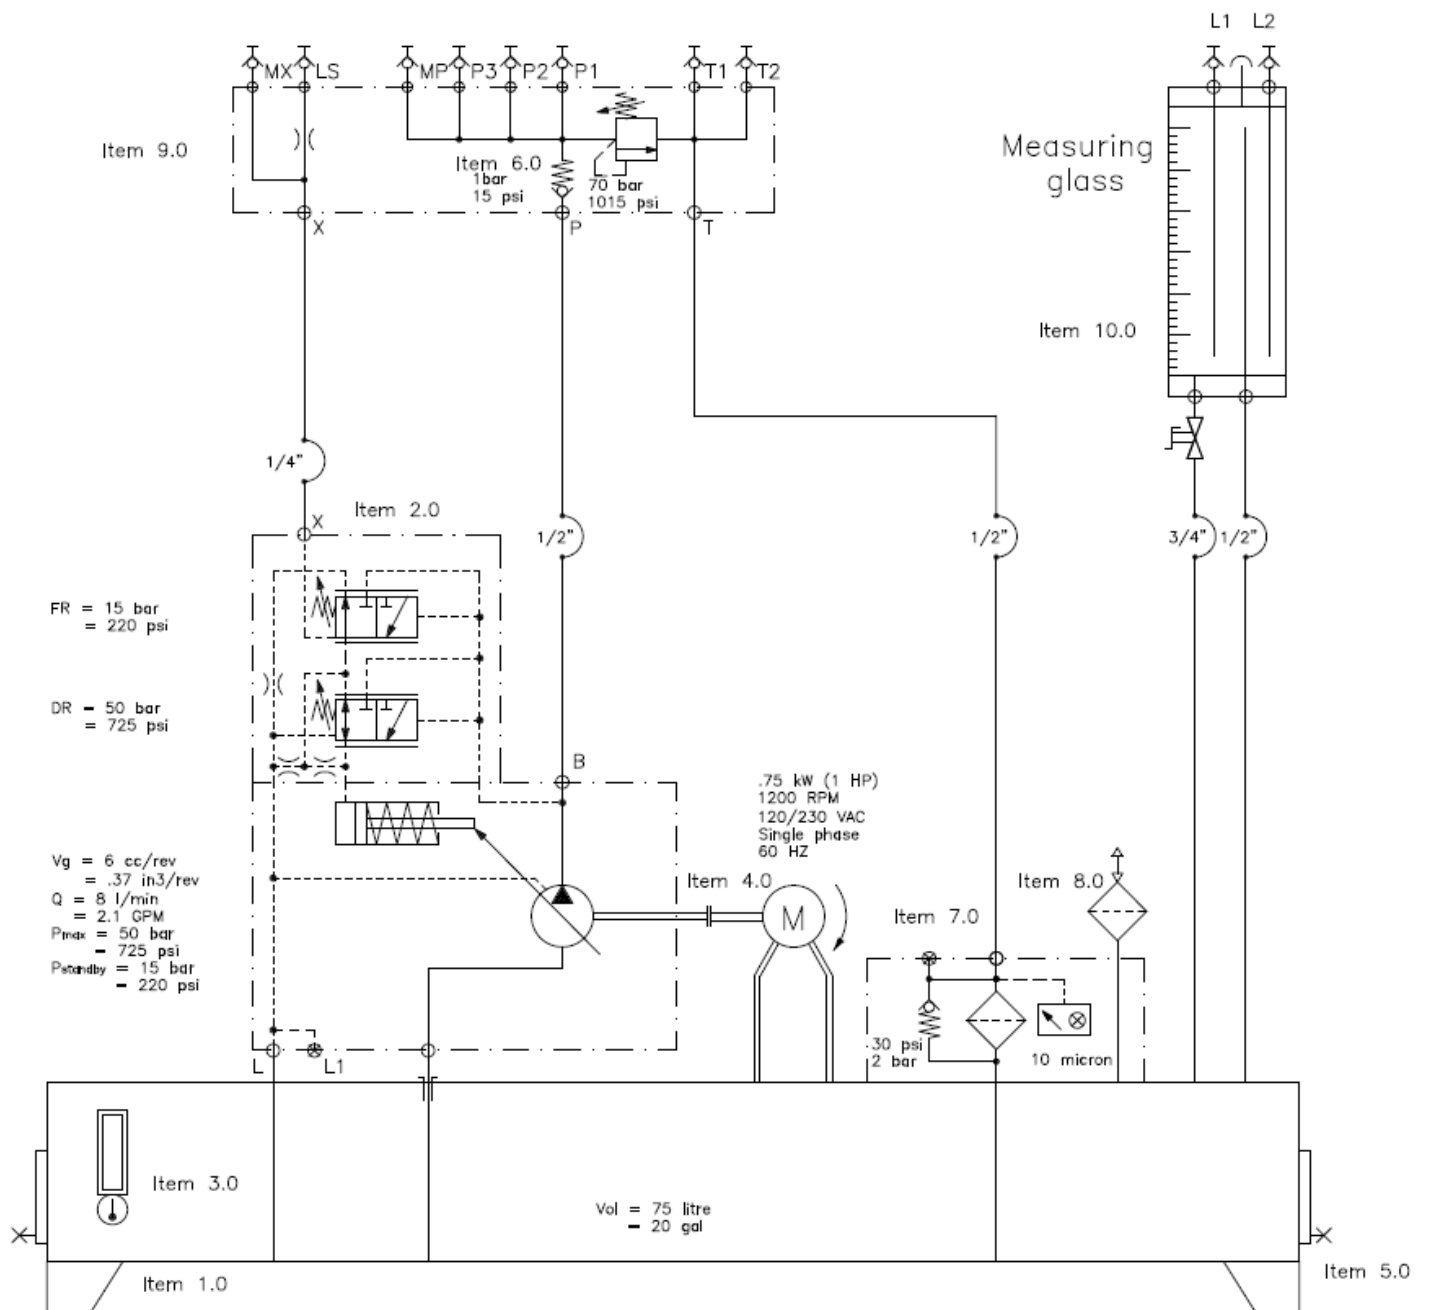 L1 L2
MX LS MP P3 P2 P1 T1 T2
Item 9.0
Item 6.0
1bar
15 psi
70 bar
1015 psi
Measuring
glass
X P T
Item 10.0
1/4"
X
Item 2.0
1/2"
1/2"
3/4"
1/2"
FR = 15 bar
= 220 psi
DR - 50 bar
= 725 psi
B
.75 kW (1 HP)
1200 RPM
120/230 VAC
Single phase
60 HZ
Vg = 6 cc/rev
= .37 in3/rev
Q = 8 l/min
= 2.1 GPM
Pmax = 50 bar
- 725 psi
Pstandby = 15 bar
- 220 psi
Item 4.0
M
Item 8.0
Item 7.0
30 psi
2 bar
10 micron
L L1
Item 3.0
Vol = 75 litre
- 20 gal
Item 1.0
Item 5.0